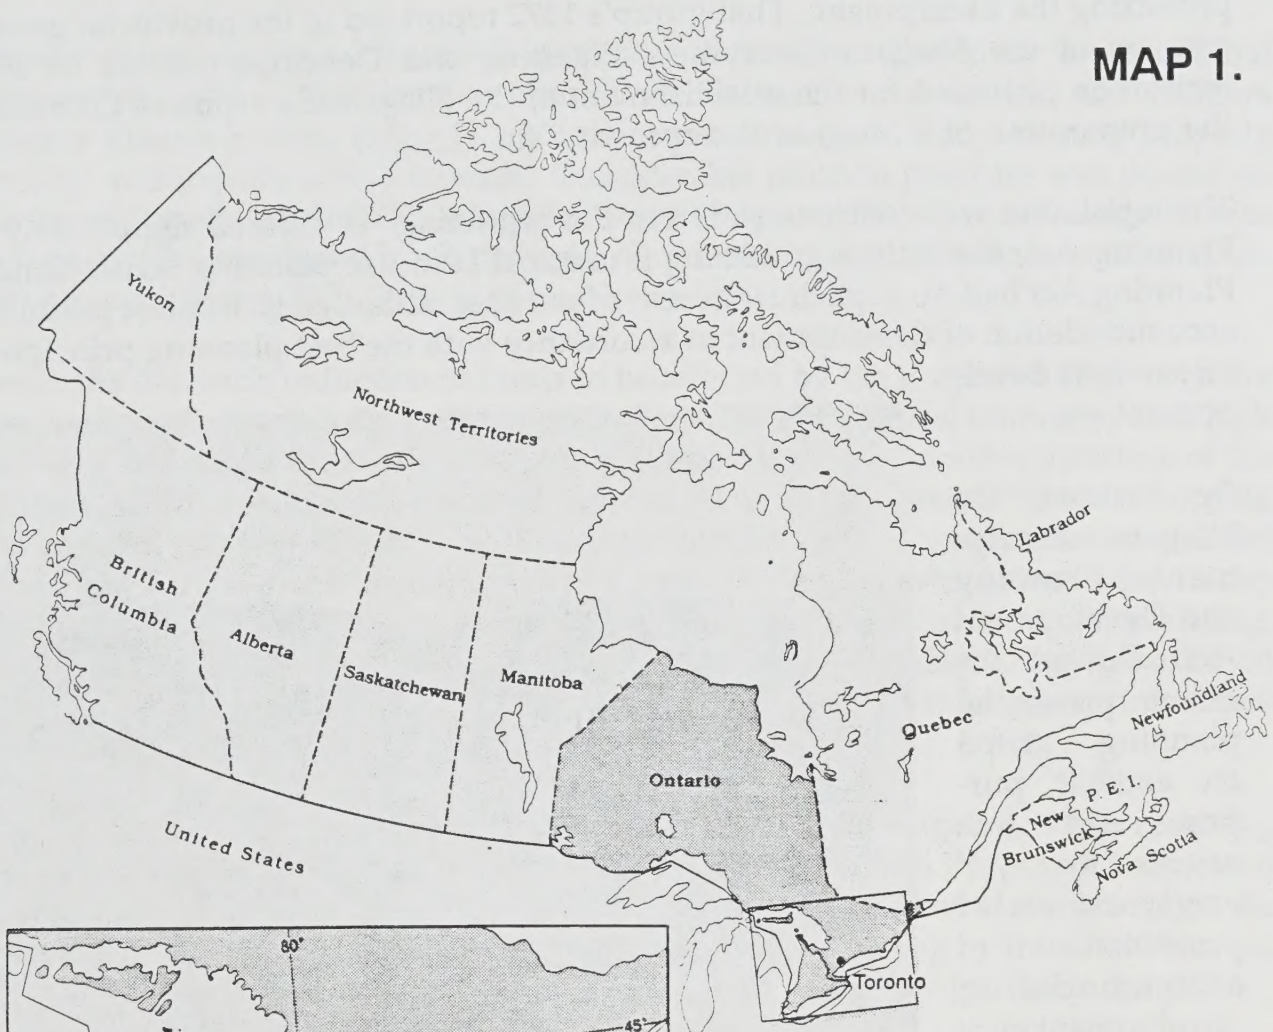 MAP 1.
Yukon
Northwest Territories
Labrador
British
Columbia
Alberta
Saskatchewan
Manitoba
Ontario
Quebec
Newfoundland
P. E. I.
New
Brunswick
Nova Scotia
United States
Toronto
80°
45°